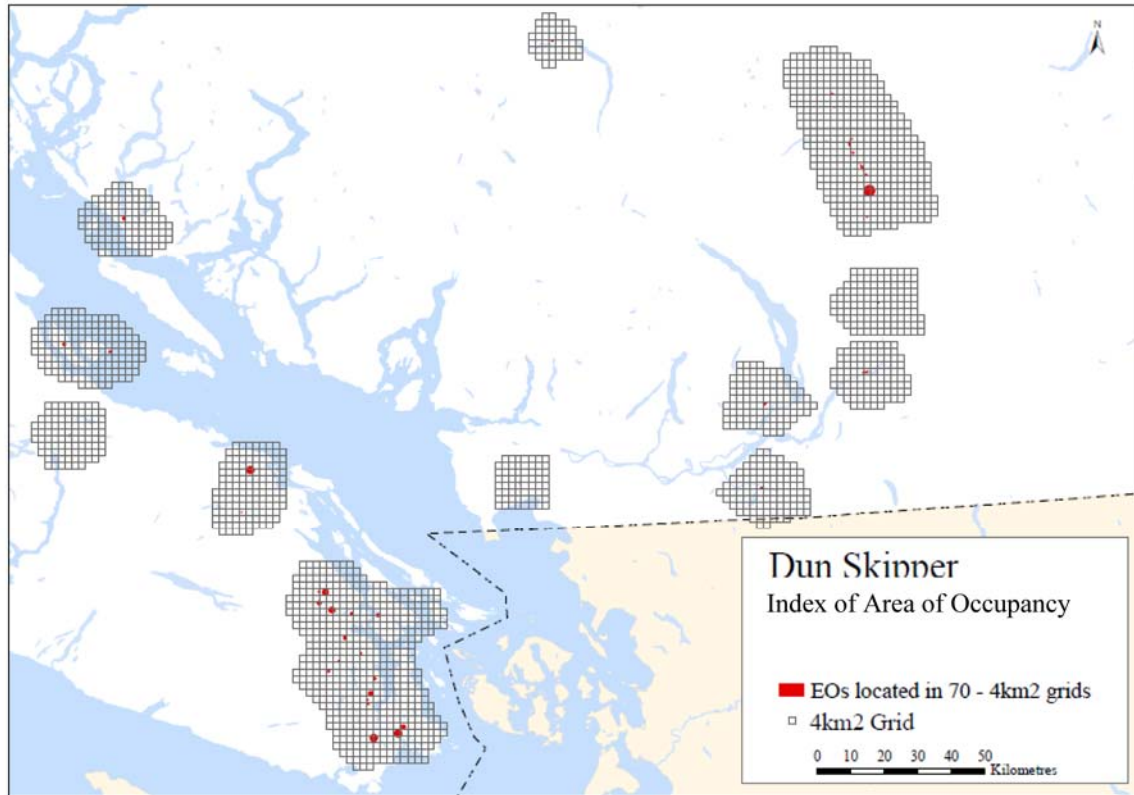 N
Dun Skipper
Index of Area of Occupancy
EOs located in 70 - 4km2 grids
4km2 Grid
0 10 20 30 40 50
Kilometres